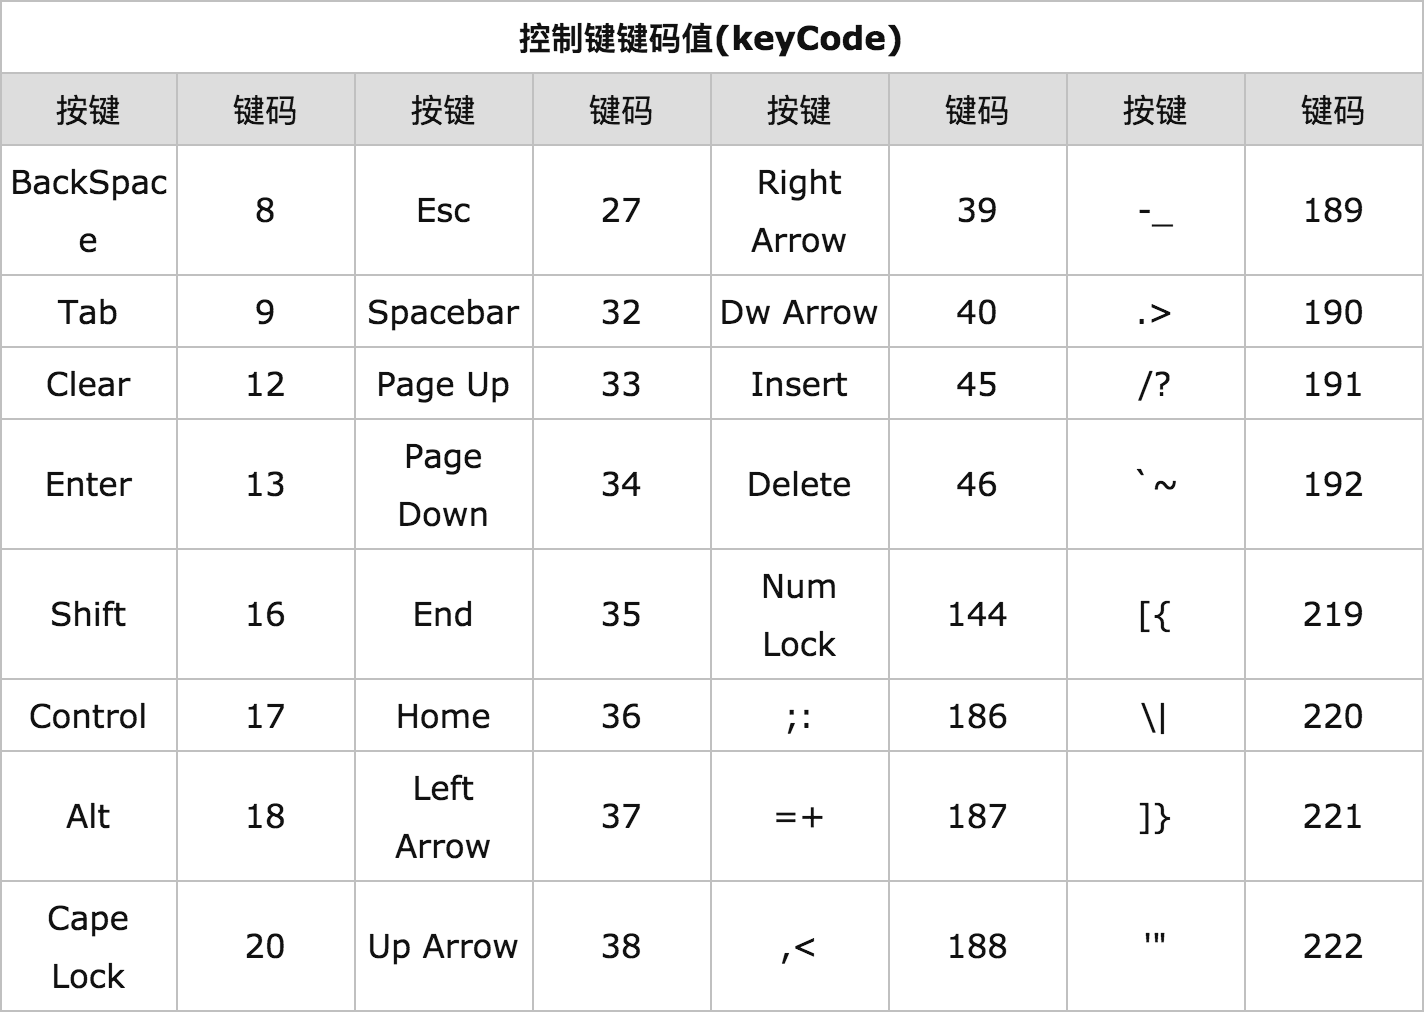 控制键键码值(keyCode)
按键 键码 按键 键码 按键 键码 按键 键码
BackSpace 8 Esc 27 Right Arrow 39 -_ 189
Tab 9 Spacebar 32 Dw Arrow 40 .> 190
Clear 12 Page Up 33 Insert 45 /? 191
Enter 13 Page Down 34 Delete 46 `~ 192
Shift 16 End 35 Num Lock 144 [{ 219
Control 17 Home 36 ;: 186 \| 220
Alt 18 Left Arrow 37 =+ 187 ]} 221
Cape Lock 20 Up Arrow 38 ,< 188 '" 222